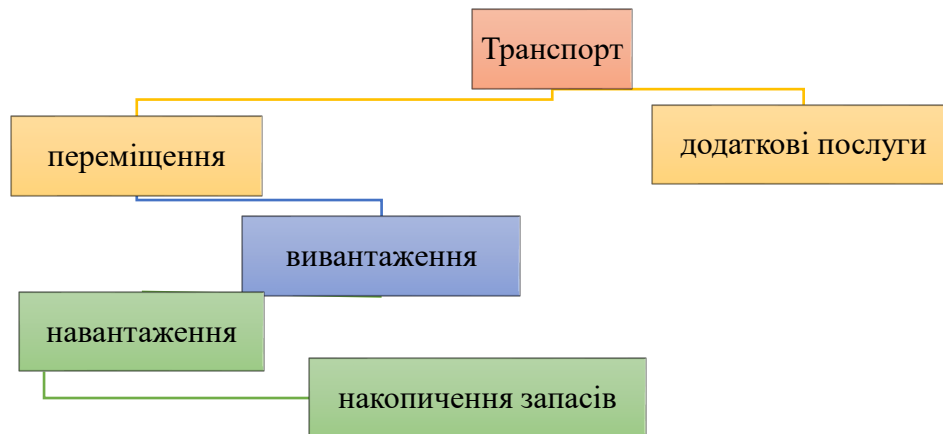 Транспорт
переміщення
додаткові послуги
вивантаження
навантаження
накопичення запасів